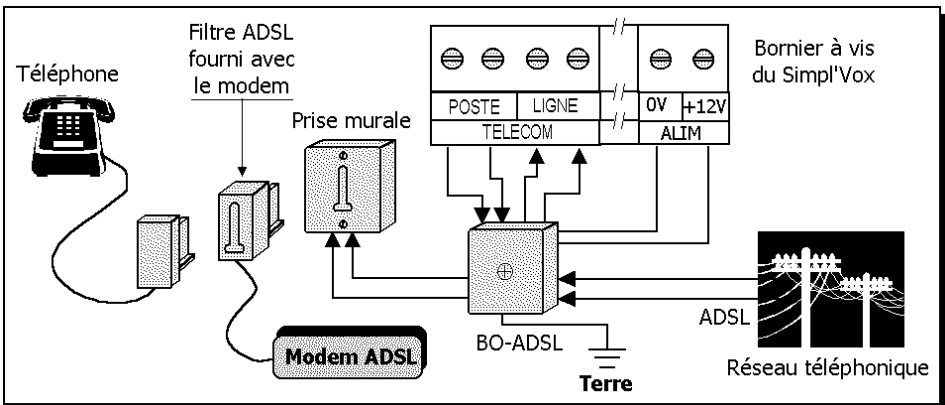 Téléphone
Filtre ADSL
fourni avec
le modem
Prise murale
Bornier à vis
du Simpl'Vox
POSTE LIGNE 0V +12V
TELECOM ALIM
Modem ADSL
BO-ADSL
Terre
ADSL
Réseau téléphonique